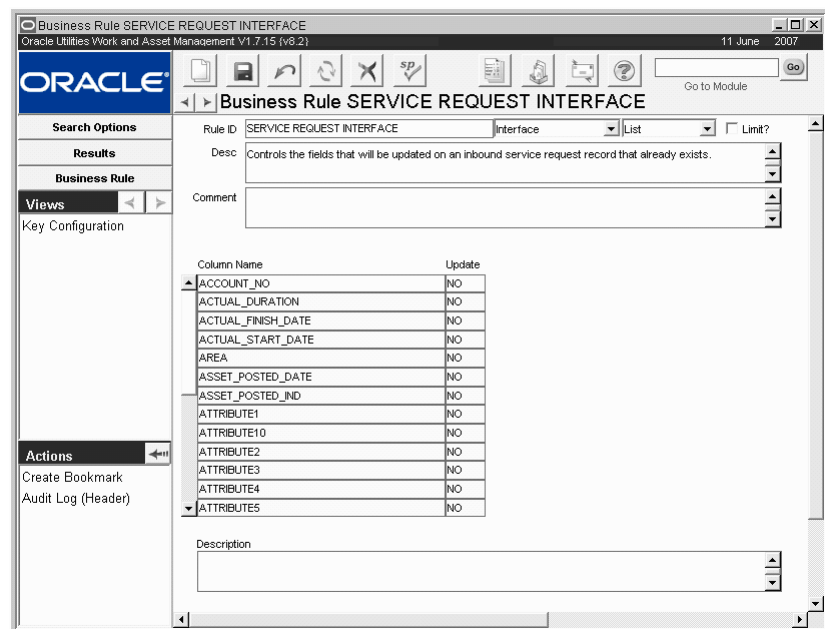 Business Rule SERVICE REQUEST INTERFACE
Oracle Utilities Work and Asset Management V1.7.15 {v8.2}
11 June 2007
ORACLE
sp
Go
Go to Module
Business Rule SERVICE REQUEST INTERFACE
Search Options
Results
Business Rule
Views
Key Configuration
Rule ID SERVICE REQUEST INTERFACE Interface List Limit?
Desc Controls the fields that will be updated on an inbound service request record that already exists.
Comment
Column Name Update
ACCOUNT_NO NO
ACTUAL_DURATION NO
ACTUAL_FINISH_DATE NO
ACTUAL_START_DATE NO
AREA NO
ASSET_POSTED_DATE NO
ASSET_POSTED_IND NO
ATTRIBUTE1 NO
ATTRIBUTE10 NO
ATTRIBUTE2 NO
ATTRIBUTE3 NO
ATTRIBUTE4 NO
ATTRIBUTE5 NO
Actions
Create Bookmark
Audit Log (Header)
Description